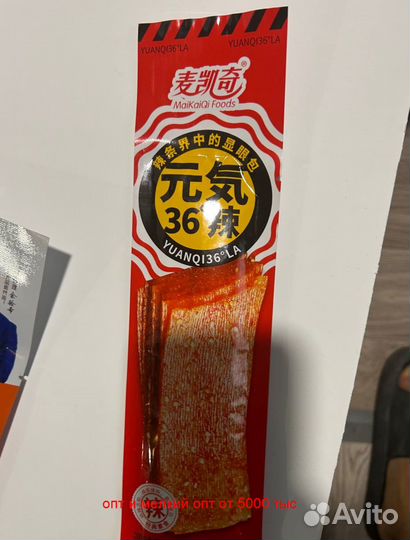 YUANQI36°LA YUANQI36°LA
麦凯奇®
MaiKaiQi Foods
辣条界中的显眼包
元気
36°辣
YUANQI36°LA
辣
опт и мелкий опт от 5000 тыс
Avito